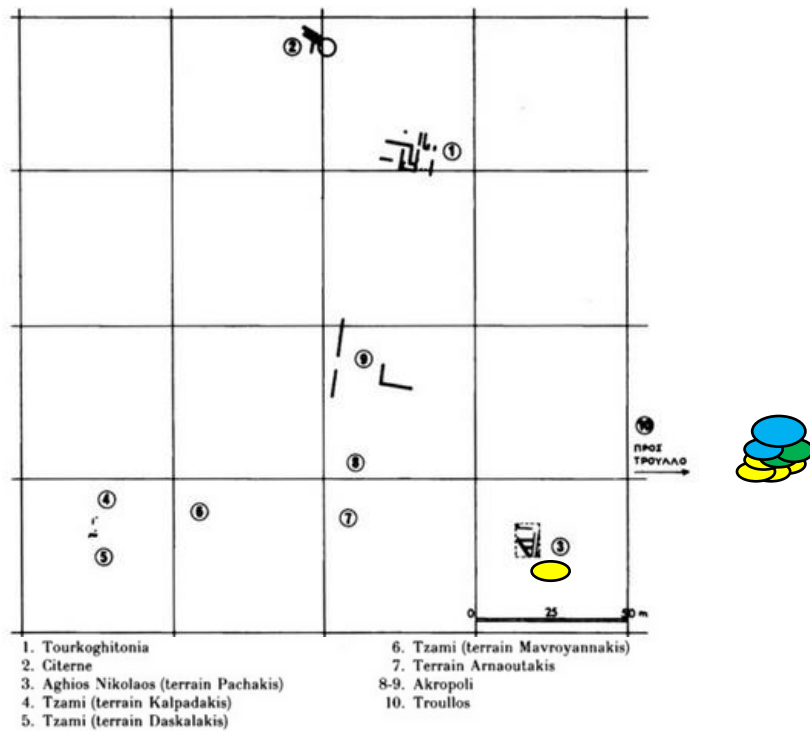 2
1
9
10
ΠΡΟΣ
ΤΡΟΥΛΛΟ
8
4
6
7
3
5
0 25 50 m
1. Tourkoghitonia
2. Citerne
3. Aghios Nikolaos (terrain Pachakis)
4. Tzami (terrain Kalpadakis)
5. Tzami (terrain Daskalakis)
6. Tzami (terrain Mavroyannakis)
7. Terrain Arnaoutakis
8-9. Akropoli
10. Troullos